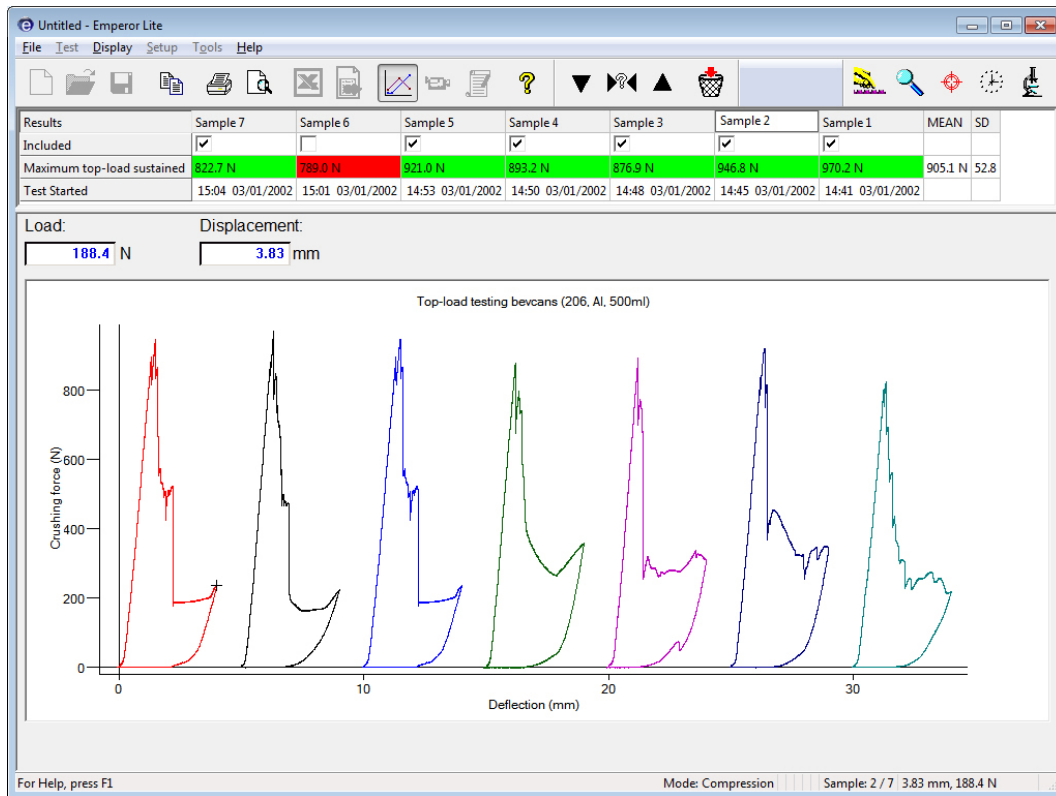 Untitled - Emperor Lite
File Test Display Setup Tools Help
Results Sample 7 Sample 6 Sample 5 Sample 4 Sample 3 Sample 2 Sample 1 MEAN SD
Included
Maximum top-load sustained 822.7 N 789.0 N 921.0 N 893.2 N 876.9 N 946.8 N 970.2 N 905.1 N 52.8
Test Started 15:04 03/01/2002 15:01 03/01/2002 14:53 03/01/2002 14:50 03/01/2002 14:48 03/01/2002 14:45 03/01/2002 14:41 03/01/2002
Load: Displacement:
188.4 N 3.83 mm
Top-load testing bevcans (206, Al, 500ml)
Crushing force (N)
800
600
400
200
0
0 10 20 30
Deflection (mm)
For Help, press F1 Mode: Compression Sample: 2 / 7 3.83 mm, 188.4 N